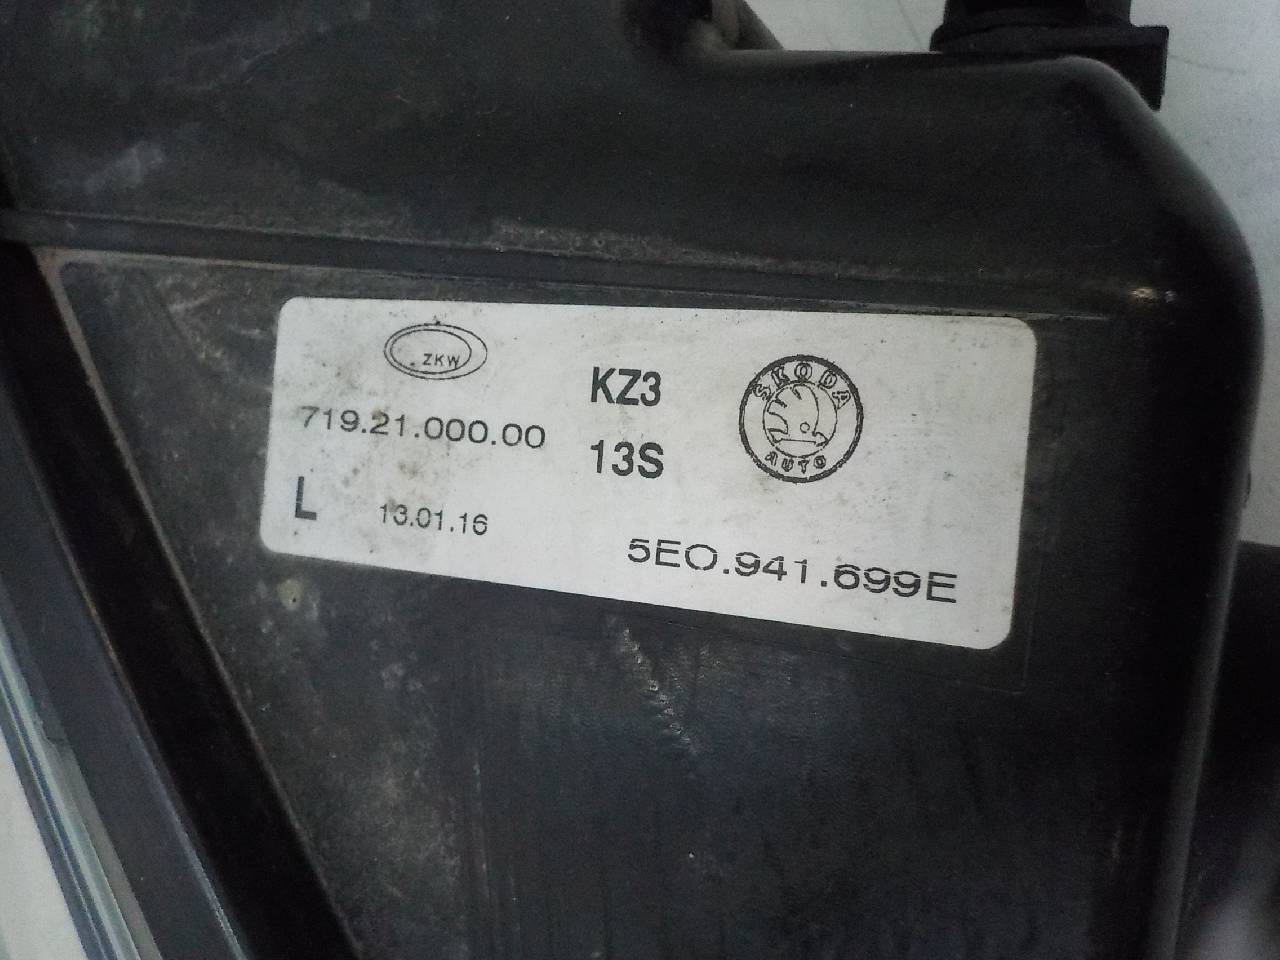 ZKW
719.21.000.00
L 13.01.16
KZ3
13S
SKODA
AUTO
5E0.941.699E